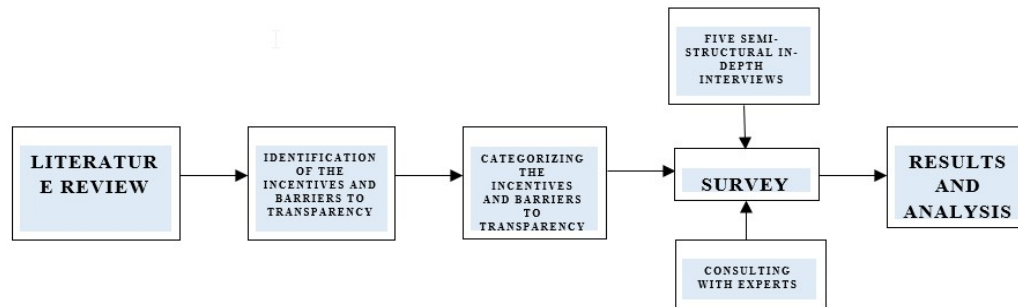 LITERATUR
E REVIEW
IDENTIFICATION
OF THE
INCENTIVES AND
BARRIERS TO
TRANSPARENCY
CATEGORIZING
THE
INCENTIVES
AND BARRIERS
TO
TRANSPARENCY
FIVE SEMI-
STRUCTURAL IN-
DEPTH
INTERVIEWS
SURVEY
CONSULTING
WITH EXPERTS
RESULTS
AND
ANALYSIS